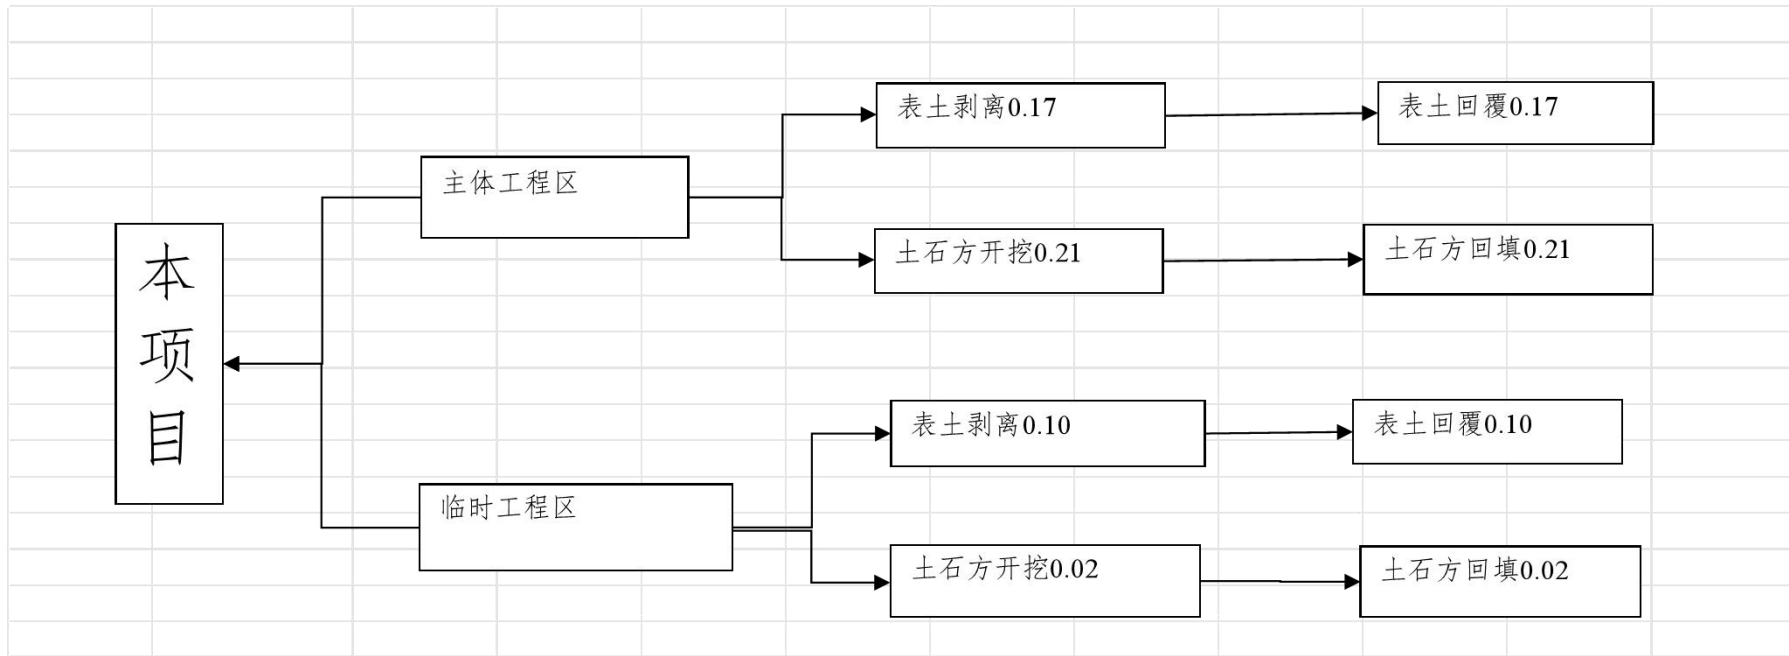 本项目
主体工程区
表土剥离0.17
表土回覆0.17
土石方开挖0.21
土石方回填0.21
临时工程区
表土剥离0.10
表土回覆0.10
土石方开挖0.02
土石方回填0.02